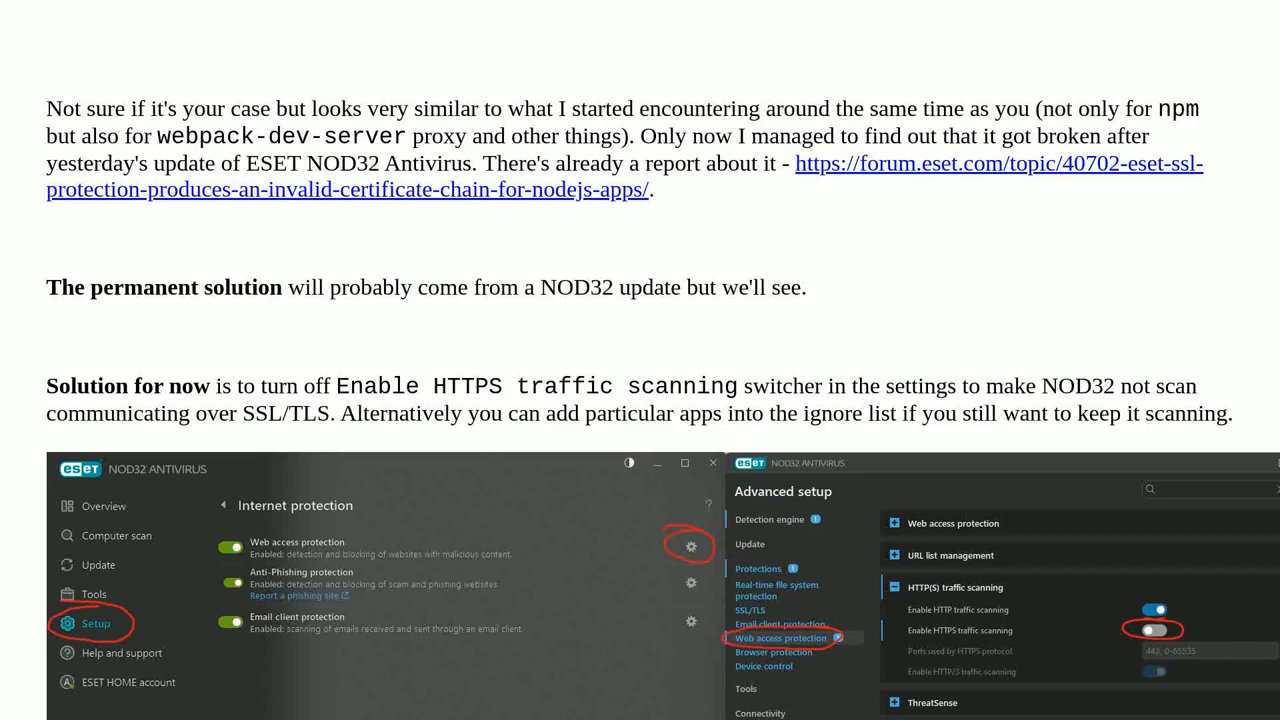 Not sure if it's your case but looks very similar to what I started encountering around the same time as you (not only for npm
but also for webpack-dev-server proxy and other things). Only now I managed to find out that it got broken after
yesterday's update of ESET NOD32 Antivirus. There's already a report about it - https://forum.eset.com/topic/40702-eset-ssl-
protection-produces-an-invalid-certificate-chain-for-nodejs-apps/.
The permanent solution will probably come from a NOD32 update but we'll see.
Solution for now is to turn off Enable HTTPS traffic scanning switcher in the settings to make NOD32 not scan
communicating over SSL/TLS. Alternatively you can add particular apps into the ignore list if you still want to keep it scanning.
eset NOD32 ANTIVIRUS
Overview
Computer scan
Update
Tools
Setup
Help and support
ESET HOME account
Internet protection
?
Web access protection
Enabled: detection and blocking of websites with malicious content.
Anti-Phishing protection
Enabled: detection and blocking of scam and phishing websites
Report a phishing site
Email client protection
Enabled: scanning of emails received and sent through an email client.
eset NOD32 ANTIVIRUS
Advanced setup
Detection engine 1
Update
Protections 1
Real-time file system
protection
SSL/TLS
Email client protection
Web access protection
Browser protection
Device control
Tools
Connectivity
Web access protection
URL list management
HTTP(S) traffic scanning
Enable HTTP traffic scanning
Enable HTTPS traffic scanning
Ports used by HTTPS protocol
443, 0-65535
Enable HTTP/3 traffic scanning
ThreatSense